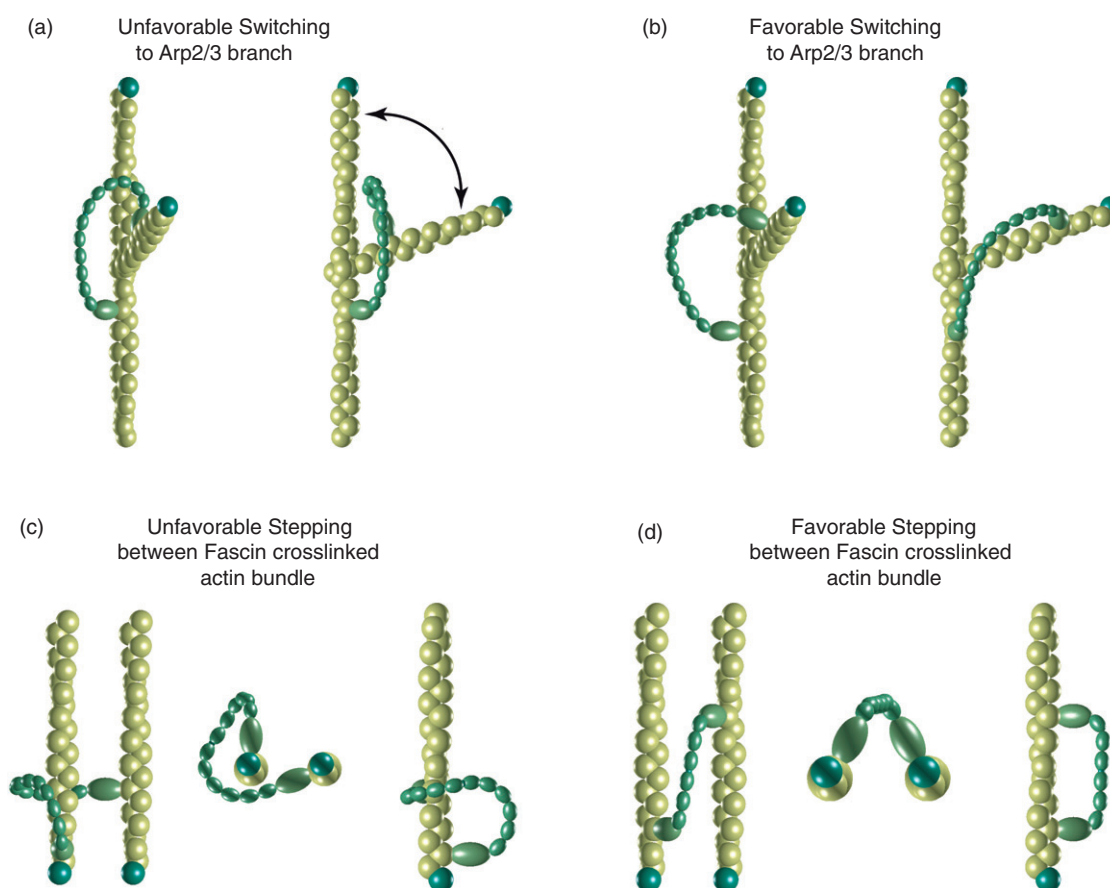 (a)
Unfavorable Switching
to Arp2/3 branch
(b)
Favorable Switching
to Arp2/3 branch
(c)
Unfavorable Stepping
between Fascin crosslinked
actin bundle
(d)
Favorable Stepping
between Fascin crosslinked
actin bundle